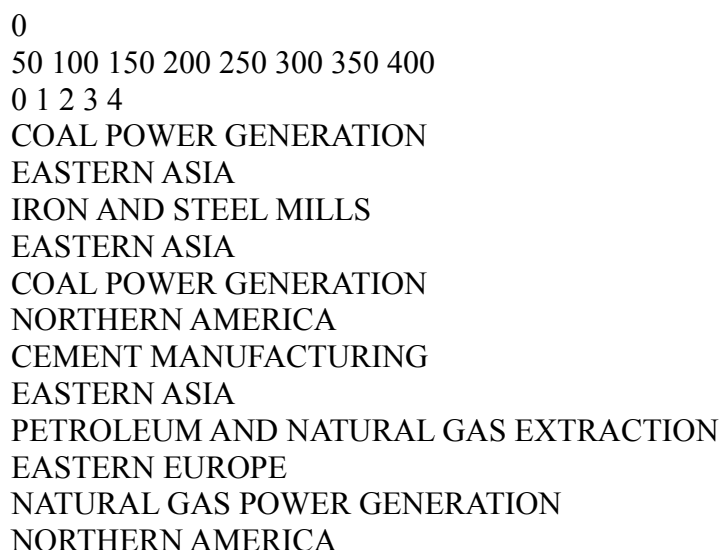 0
50 100 150 200 250 300 350 400
0 1 2 3 4
COAL POWER GENERATION
EASTERN ASIA
IRON AND STEEL MILLS
EASTERN ASIA
COAL POWER GENERATION
NORTHERN AMERICA
CEMENT MANUFACTURING
EASTERN ASIA
PETROLEUM AND NATURAL GAS EXTRACTION
EASTERN EUROPE
NATURAL GAS POWER GENERATION
NORTHERN AMERICA